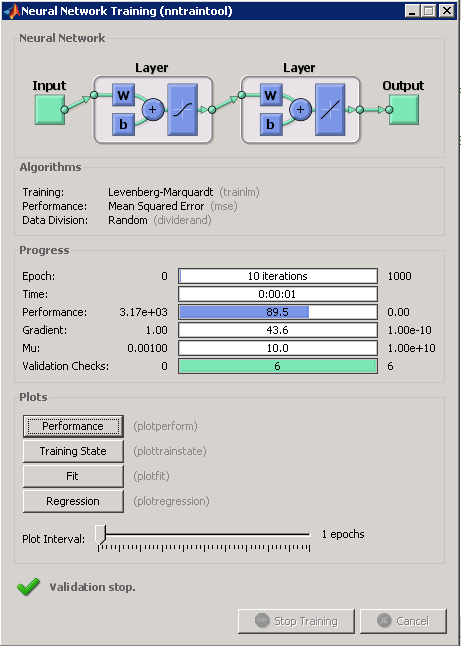 Neural Network Training (nntraintool)
Neural Network
Layer Layer
Input Output
W W
b b
+ +
Algorithms
Training: Levenberg-Marquardt (trainlm)
Performance: Mean Squared Error (mse)
Data Division: Random (dividerand)
Progress
Epoch: 0 10 iterations 1000
Time: 0:00:01
Performance: 3.17e+03 89.5 0.00
Gradient: 1.00 43.6 1.00e-10
Mu: 0.00100 10.0 1.00e+10
Validation Checks: 0 6 6
Plots
Performance (plotperform)
Training State (plottrainstate)
Fit (plotfit)
Regression (plotregression)
Plot Interval: 1 epochs
Validation stop.
Stop Training Cancel